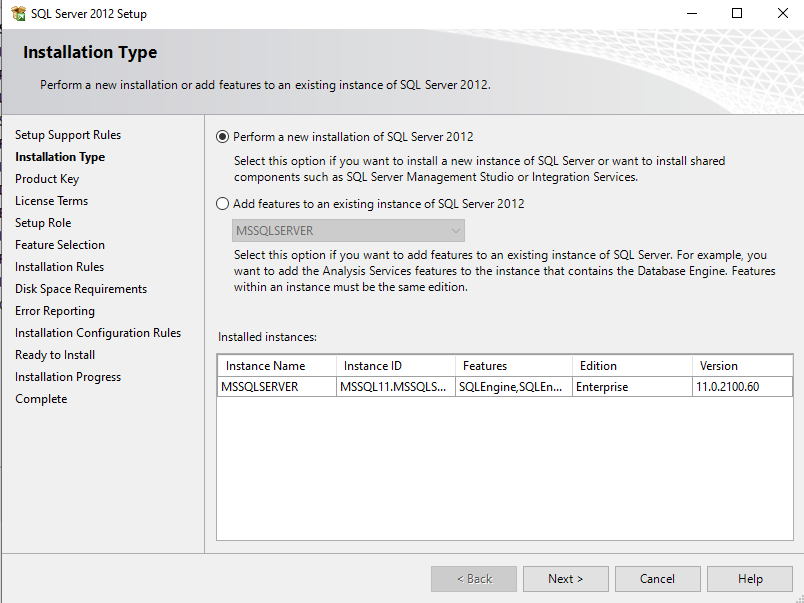 SQL Server 2012 Setup
Installation Type
Perform a new installation or add features to an existing instance of SQL Server 2012.
Setup Support Rules
Installation Type
Product Key
License Terms
Setup Role
Feature Selection
Installation Rules
Disk Space Requirements
Error Reporting
Installation Configuration Rules
Ready to Install
Installation Progress
Complete
Perform a new installation of SQL Server 2012
Select this option if you want to install a new instance of SQL Server or want to install shared
components such as SQL Server Management Studio or Integration Services.
Add features to an existing instance of SQL Server 2012
MSSQLSERVER
Select this option if you want to add features to an existing instance of SQL Server. For example, you
want to add the Analysis Services features to the instance that contains the Database Engine. Features
within an instance must be the same edition.
Installed instances:
Instance Name Instance ID Features Edition Version
MSSQLSERVER MSSQL11.MSSQLS... SQLEngine,SQLEn... Enterprise 11.0.2100.60
< Back Next > Cancel Help